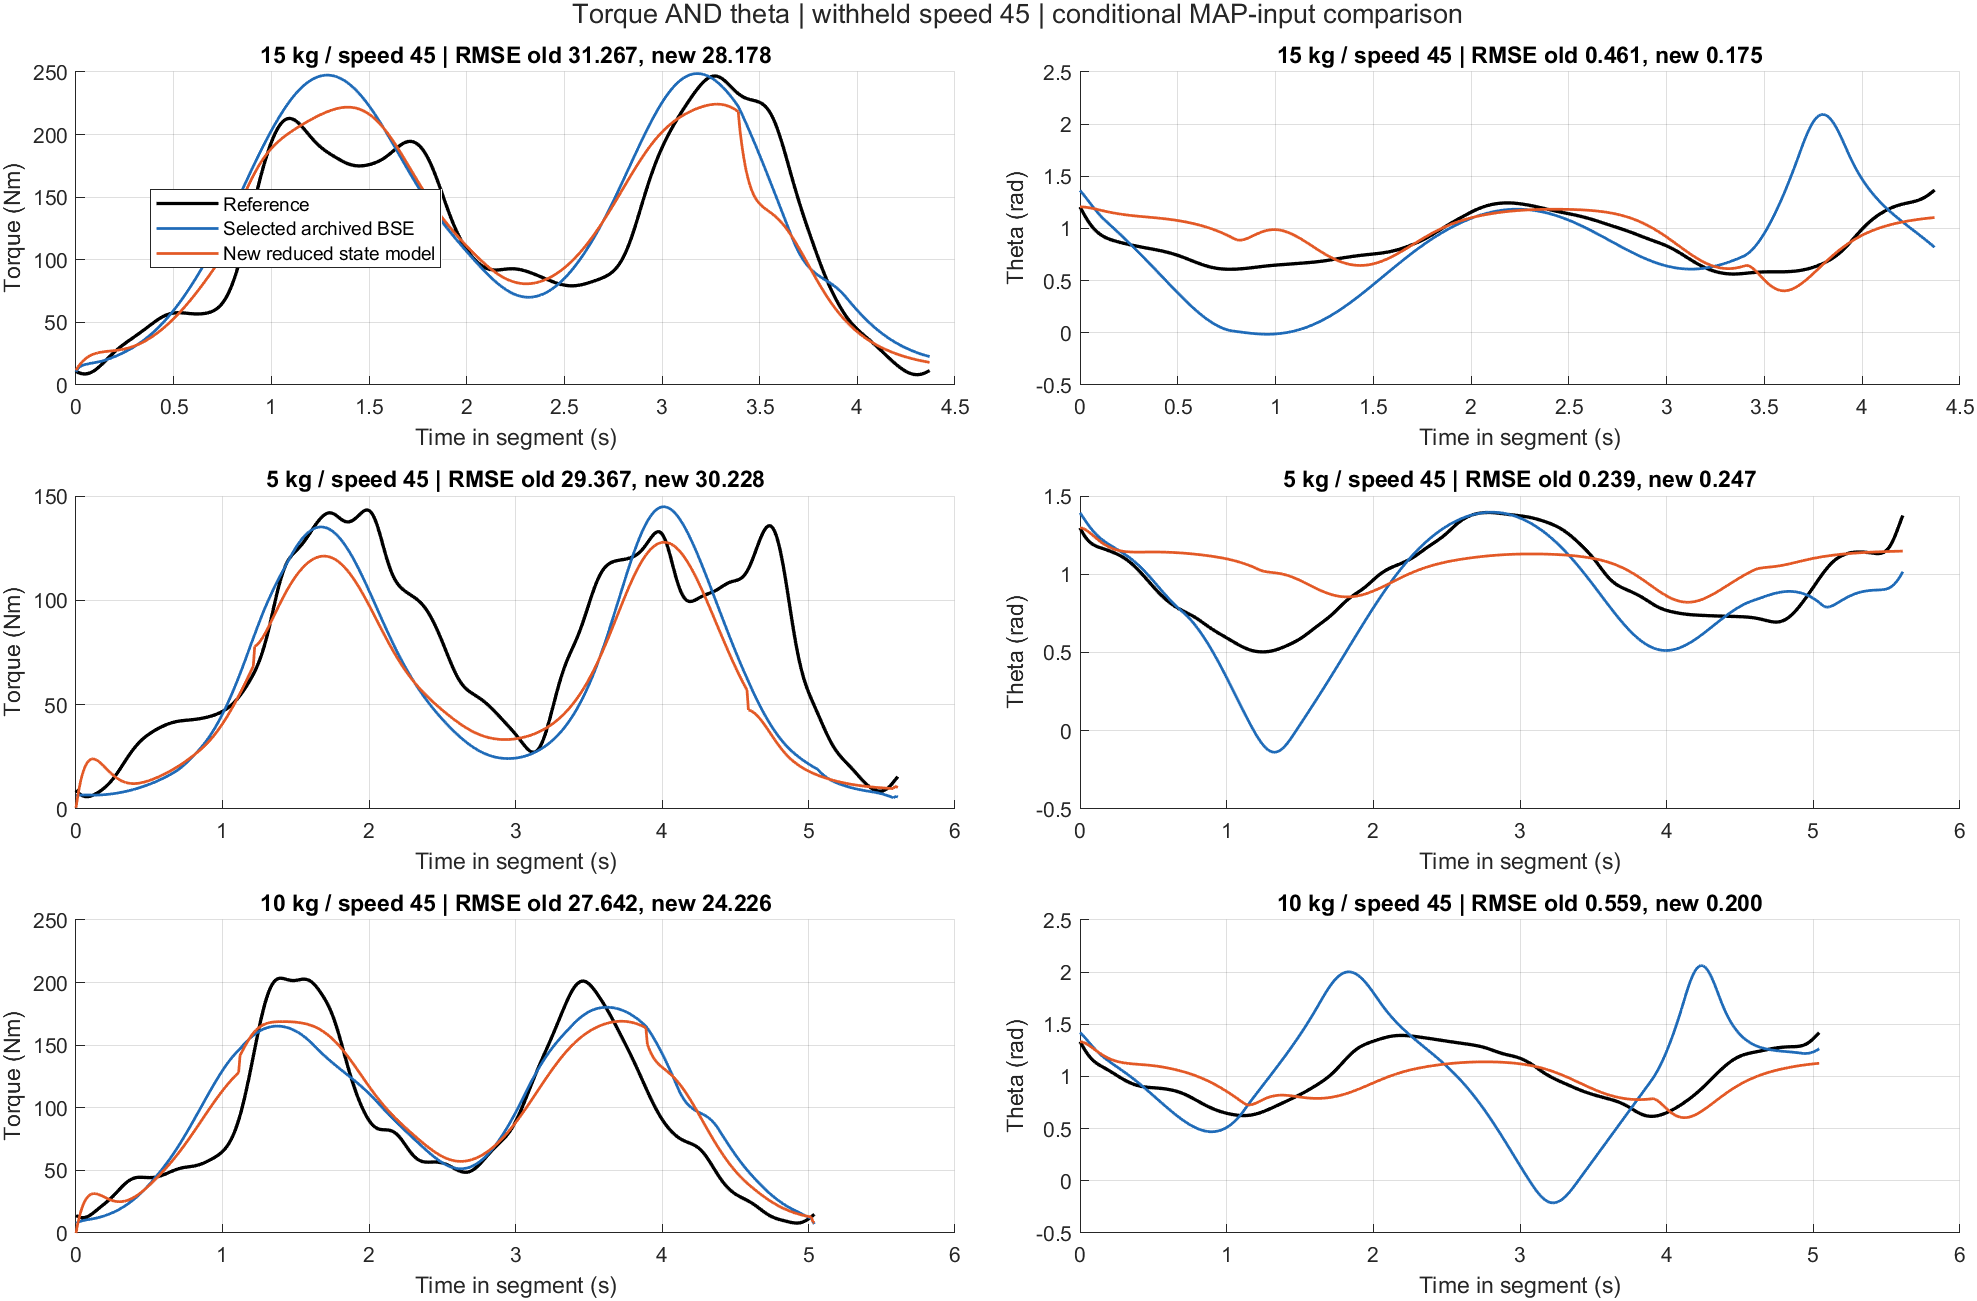 Torque AND theta | withheld speed 45 | conditional MAP-input comparison
15 kg / speed 45 | RMSE old 31.267, new 28.178
250
200
150
100
50
0
Torque (Nm)
Reference
Selected archived BSE
New reduced state model
0 0.5 1 1.5 2 2.5 3 3.5 4 4.5
Time in segment (s)
15 kg / speed 45 | RMSE old 0.461, new 0.175
2.5
2
1.5
1
0.5
0
-0.5
Theta (rad)
0 0.5 1 1.5 2 2.5 3 3.5 4 4.5
Time in segment (s)
5 kg / speed 45 | RMSE old 29.367, new 30.228
150
100
50
0
Torque (Nm)
0 1 2 3 4 5 6
Time in segment (s)
5 kg / speed 45 | RMSE old 0.239, new 0.247
1.5
1
0.5
0
-0.5
Theta (rad)
0 1 2 3 4 5 6
Time in segment (s)
10 kg / speed 45 | RMSE old 27.642, new 24.226
250
200
150
100
50
0
Torque (Nm)
0 1 2 3 4 5 6
Time in segment (s)
10 kg / speed 45 | RMSE old 0.559, new 0.200
2.5
2
1.5
1
0.5
0
-0.5
Theta (rad)
0 1 2 3 4 5 6
Time in segment (s)